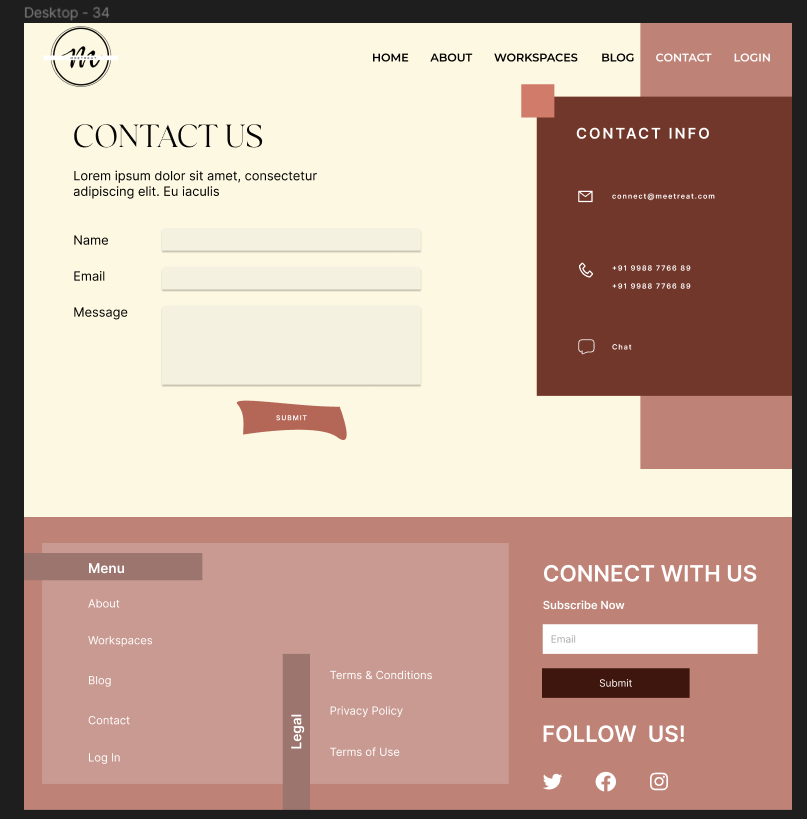 Desktop - 34
m
HOME ABOUT WORKSPACES BLOG CONTACT LOGIN
CONTACT US
Lorem ipsum dolor sit amet, consectetur
adipiscing elit. Eu iaculis
Name
Email
Message
SUBMIT
CONTACT INFO
connect@meetreat.com
+91 9988 7766 89
+91 9988 7766 89
Chat
Menu
About
Workspaces
Blog
Contact
Log In
Legal
Terms & Conditions
Privacy Policy
Terms of Use
CONNECT WITH US
Subscribe Now
Email
Submit
FOLLOW US!